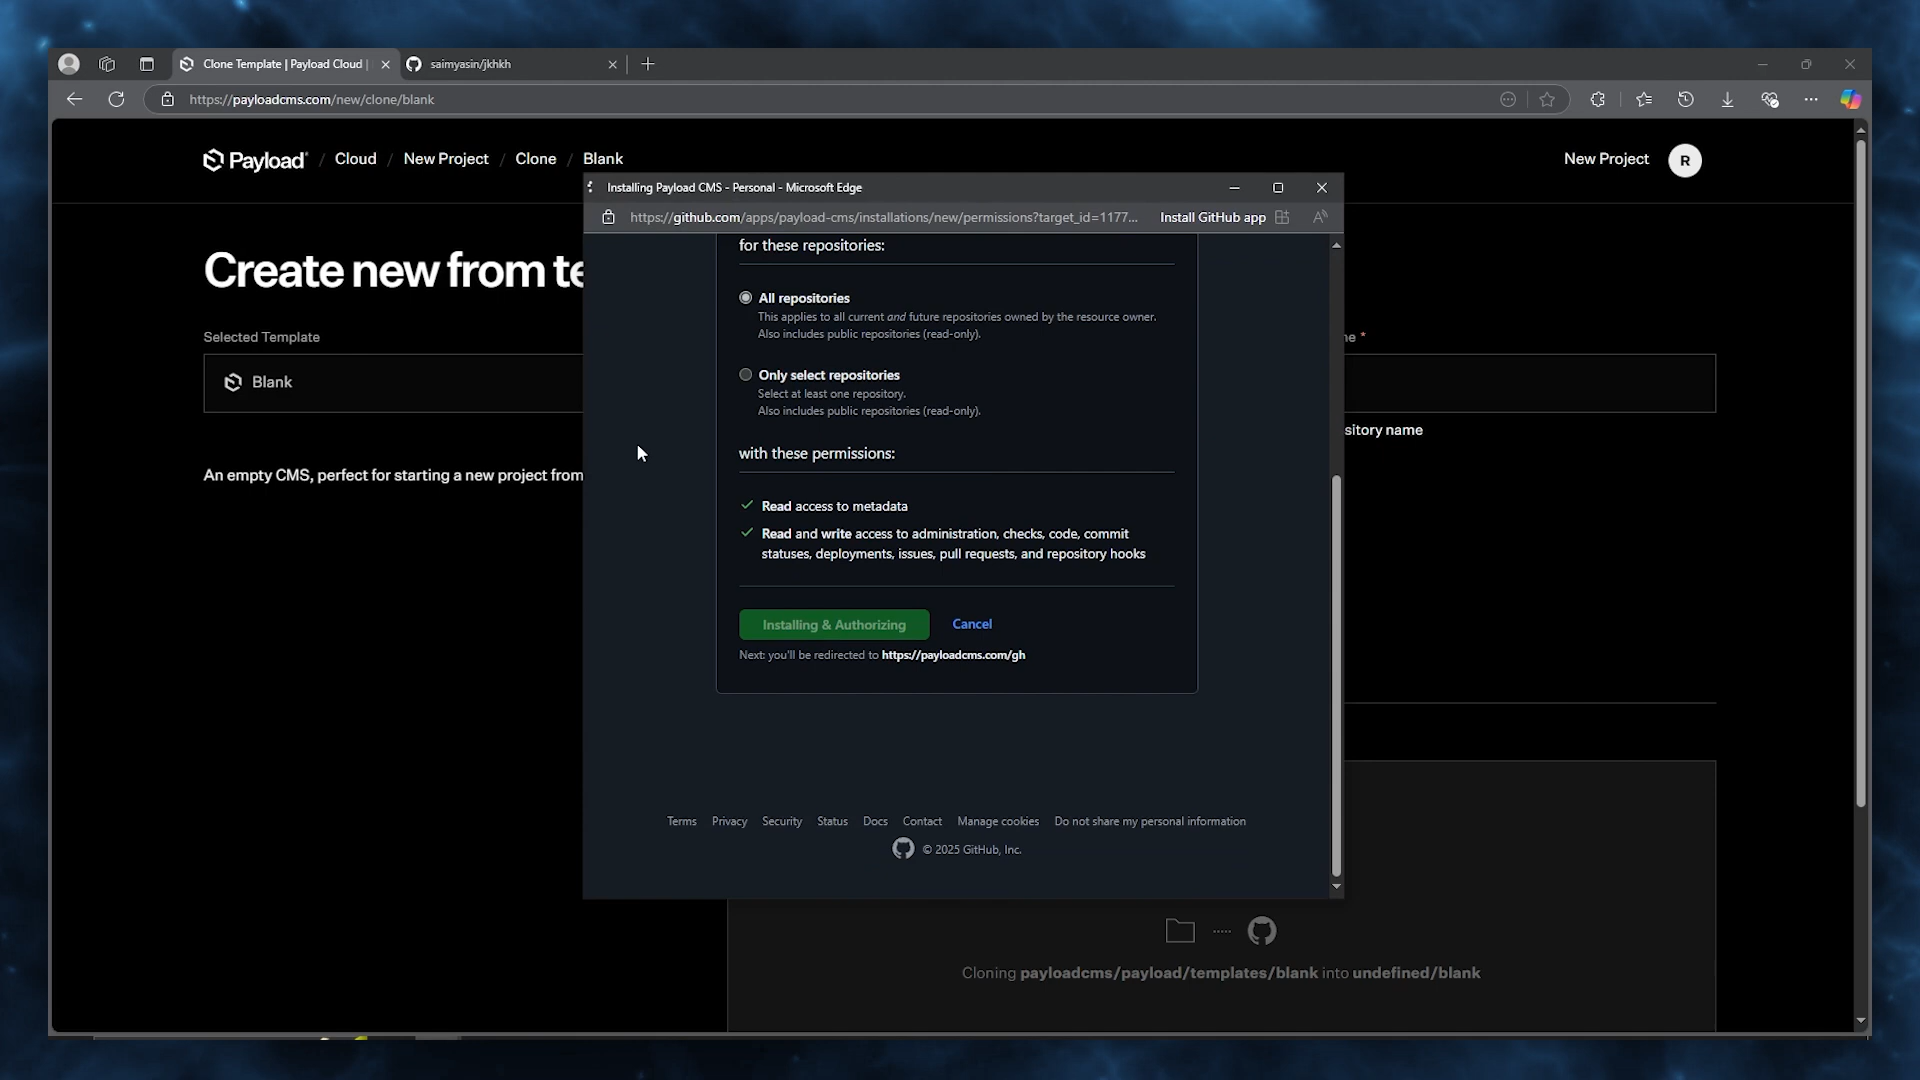 Clone Template | Payload Cloud |
saimyasin/jkhkh
https://payloadcms.com/new/clone/blank
Payload / Cloud / New Project / Clone / Blank
New Project
R
Installing Payload CMS - Personal - Microsoft Edge
https://github.com/apps/payload-cms/installations/new/permissions?target_id=1177...
Install GitHub app
for these repositories:
Create new from te
All repositories
This applies to all current and future repositories owned by the resource owner.
Also includes public repositories (read-only).
Selected Template
ne *
Blank
Only select repositories
Select at least one repository.
Also includes public repositories (read-only).
sitory name
with these permissions:
An empty CMS, perfect for starting a new project from
Read access to metadata
Read and write access to administration, checks, code, commit
statuses, deployments, issues, pull requests, and repository hooks
Installing & Authorizing
Cancel
Next: you'll be redirected to https://payloadcms.com/gh
Terms Privacy Security Status Docs Contact Manage cookies Do not share my personal information
© 2025 GitHub, Inc.
Cloning payloadcms/payload/templates/blank into undefined/blank